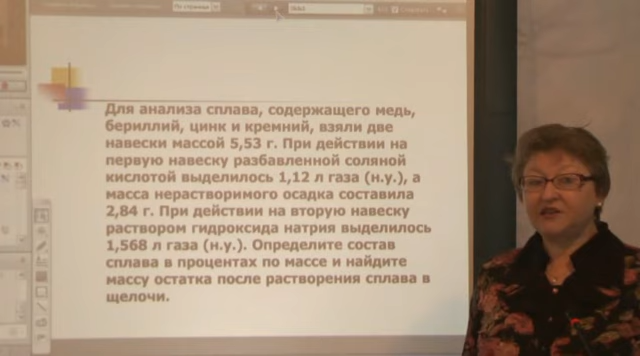 По странице
Для анализа сплава, содержащего медь,
бериллий, цинк и кремний, взяли две
навески массой 5,53 г. При действии на
первую навеску разбавленной соляной
кислотой выделилось 1,12 л газа (н.у.), а
масса нерастворимого осадка составила
2,84 г. При действии на вторую навеску
раствором гидроксида натрия выделилось
1,568 л газа (н.у.). Определите состав
сплава в процентах по массе и найдите
массу остатка после растворения сплава в
щелочи.